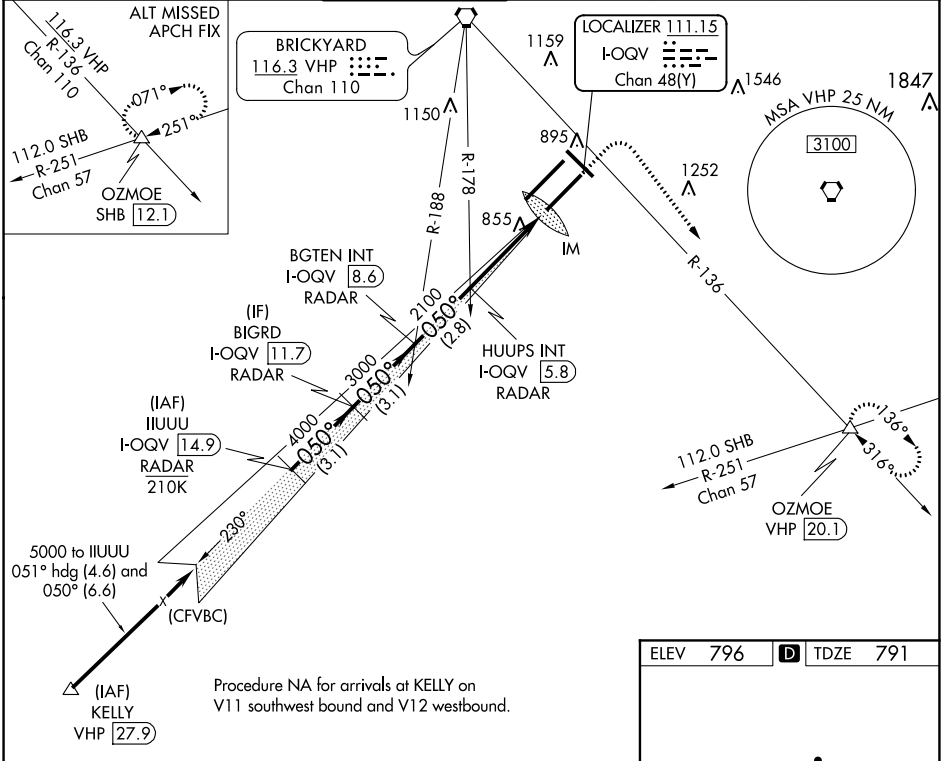 ALT MISSED
APCH FIX
116.3 VHP
R-136
Chan 110
071°
251°
112.0 SHB
R-251
Chan 57
OZMOE
SHB 12.1
BRICKYARD
116.3 VHP
Chan 110
LOCALIZER 111.15
I-OQV
Chan 48(Y)
1159
1546
1847
1150
895
1252
855
MSA VHP 25 NM
3100
R-188
R-178
R-136
IM
BGTEN INT
I-OQV 8.6
RADAR
(IF)
BIGRD
I-OQV 11.7
RADAR
(IAF)
IIUUU
I-OQV 14.9
RADAR
210K
2100
050°
(2.8)
3000
050°
(3.1)
4000
050°
(3.1)
HUUPS INT
I-OQV 5.8
RADAR
230°
5000 to IIUUU
051° hdg (4.6) and
050° (6.6)
(CFVBC)
(IAF)
KELLY
VHP 27.9
112.0 SHB
R-251
Chan 57
136°
316°
OZMOE
VHP 20.1
Procedure NA for arrivals at KELLY on
V11 southwest bound and V12 westbound.
ELEV 796 D TDZE 791